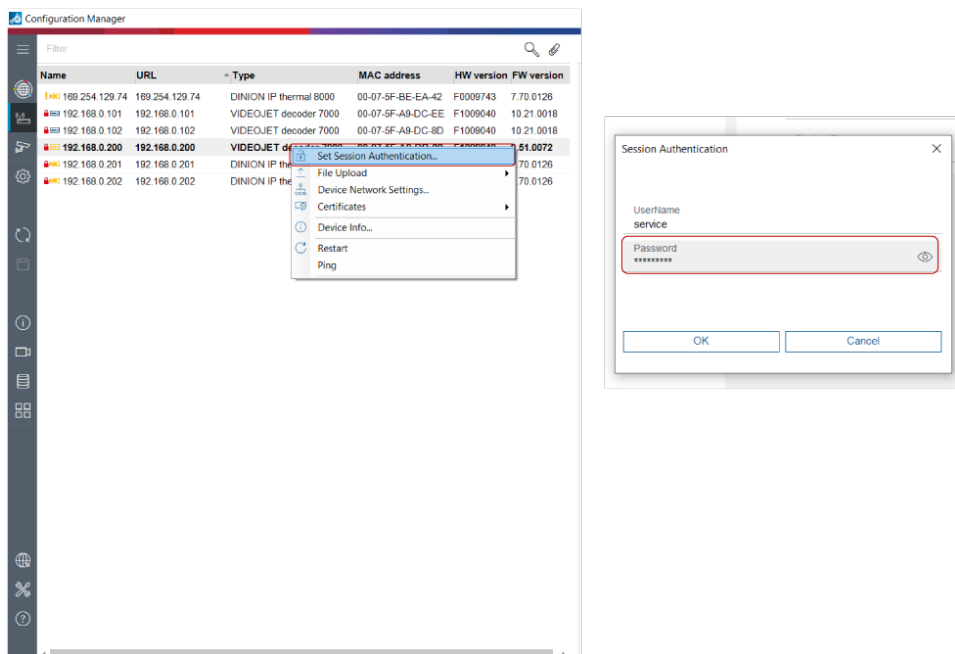 Configuration Manager
Filter
Name URL Type MAC address HW version FW version
169.254.129.74 169.254.129.74 DINION IP thermal 8000 00-07-5F-BE-EA-42 F0009743 7.70.0126
192.168.0.101 192.168.0.101 VIDEOJET decoder 7000 00-07-5F-A9-DC-EE F1009040 10.21.0018
192.168.0.102 192.168.0.102 VIDEOJET decoder 7000 00-07-5F-A9-DC-8D F1009040 10.21.0018
192.168.0.200 192.168.0.200 VIDEOJET .51.0072
192.168.0.201 192.168.0.201 DINION IP the .70.0126
192.168.0.202 192.168.0.202 DINION IP the .70.0126
Set Session Authentication...
File Upload
Device Network Settings...
Certificates
Device Info...
Restart
Ping
Session Authentication
UserName
service
Password
*********
OK Cancel